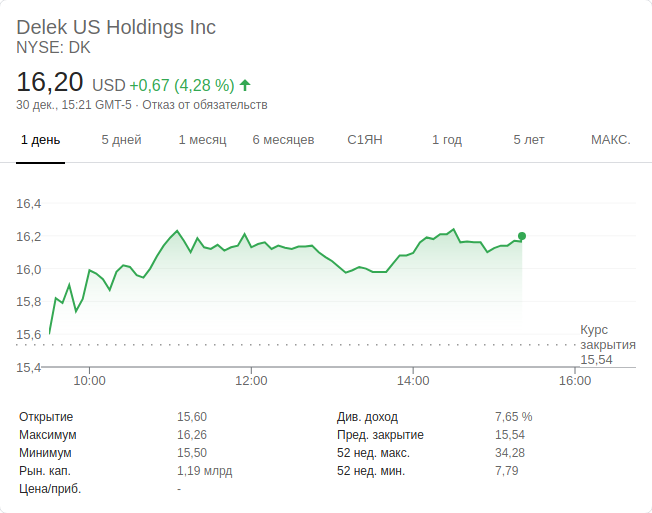 Delek US Holdings Inc
NYSE: DK
16,20 USD +0,67 (4,28 %)
30 дек., 15:21 GMT-5 · Отказ от обязательств
1 день 5 дней 1 месяц 6 месяцев С1ЯН 1 год 5 лет МАКС.
16,4
16,2
16,0
15,8
15,6
15,4
Курс
закрытия
15,54
10:00 12:00 14:00 16:00
Открытие 15,60 Див. доход 7,65 %
Максимум 16,26 Пред. закрытие 15,54
Минимум 15,50 52 нед. макс. 34,28
Рын. кап. 1,19 млрд 52 нед. мин. 7,79
Цена/приб. -